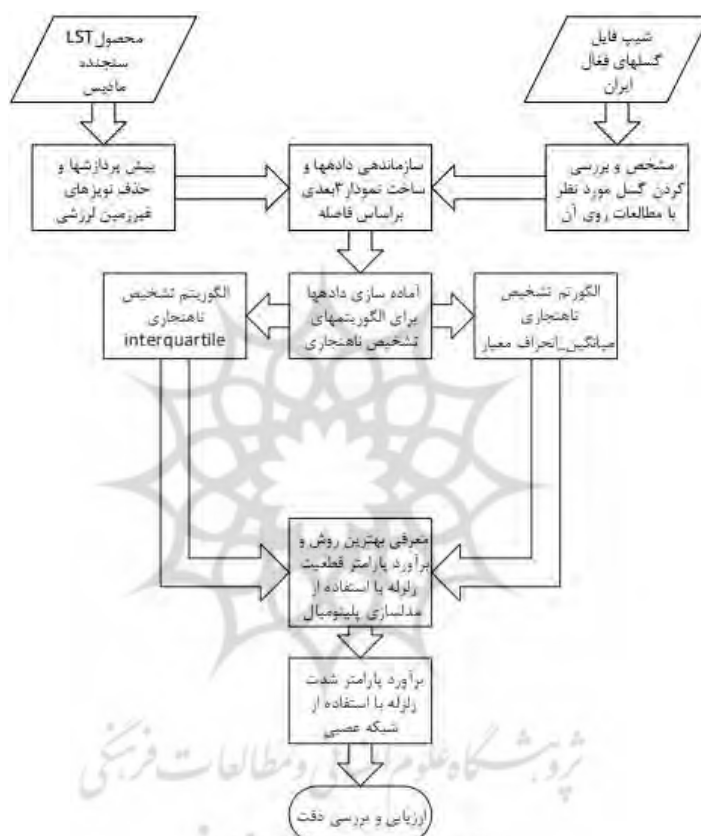 شیپ فایل
گسلهای فعال
ایران
محصول LST
سنجنده
مادیس
مشخص و بررسی
کردن گسل مورد نظر
با مطالعات روی آن
سازماندهی دادهها و
ساخت نمودار ۳بعدی
براساس فاصله
پیش پردازشها و
حذف نویزهای
غیرزمین لرزشی
الگورتم تشخیص
ناهنجاری
میانگین_انحراف معیار
آماده سازی دادهها
برای الگوریتمهای
تشخیص ناهنجاری
الگوریتم تشخیص
ناهنجاری
interquartile
معرفی بهترین روش و
برآورد پارامتر قطعیت
زلزله با استفاده از
مدلسازی پلینومیال
برآورد پارامتر شدت
زلزله با استفاده از
شبکه عصبی
پژوهشگاه علوم انسانی و مطالعات فرهنگی
ارزیابی و بررسی دقت